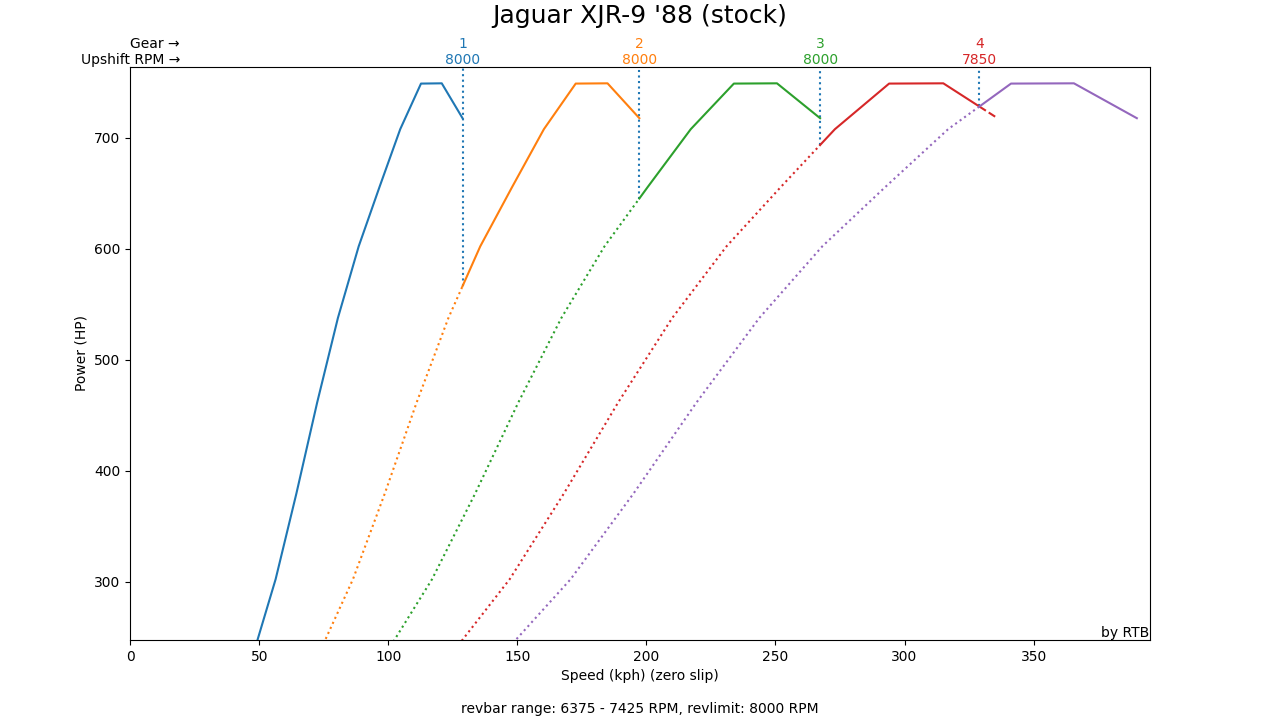 Jaguar XJR-9 '88 (stock)
Gear → 1 2 3 4
Upshift RPM → 8000 8000 8000 7850
700
600
500
400
300
Power (HP)
by RTB
0 50 100 150 200 250 300 350
Speed (kph) (zero slip)
revbar range: 6375 - 7425 RPM, revlimit: 8000 RPM